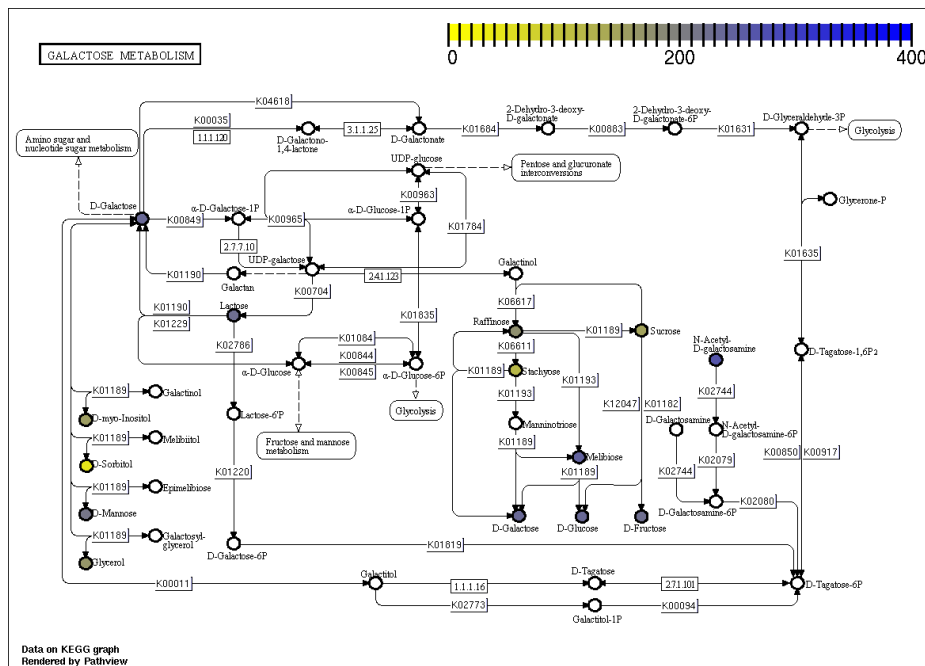 0
200
400
GALACTOSE METABOLISM
K04618
K00035
1.1.1.120
D-Galactono-
1,4-lactone
3.1.1.25
D-Galactonate
K01684
2-Dehydro-3-deoxy-
D-galactonate
K00883
2-Dehydro-3-deoxy-
D-galactonate-6P
K01631
D-Glyceraldehyde-3P
Glycolysis
Amino sugar and
nucleotide sugar metabolism
UDP-glucose
Pentose and glucuronate
interconversions
K00963
D-Galactose
K00849
α-D-Galactose-1P
K00965
α-D-Glucose-1P
K01784
Glycerone-P
2.7.7.10
UDP-galactose
K01635
K01190
Galactan
2.4.1.123
Galactinol
K00704
K01190
K01229
Lactose
K01835
K06617
Raffinose
K01189
Sucrose
K02786
K01084
K00844
K00845
α-D-Glucose
α-D-Glucose-6P
K06611
K01189
Stachyose
K01193
K01193
N-Acetyl-
D-galactosamine
D-Tagatose-1,6P2
K02744
K01189
Galactinol
D-myo-Inositol
Lactose-6'P
Glycolysis
Manninotriose
K12047
K01182
D-Galactosamine
N-Acetyl-
D-galactosamine-6P
K01189
Melibiitol
D-Sorbitol
Fructose and mannose
metabolism
K01189
Melibiose
K01189
K02744
K02079
K00850
K00917
K01220
K01189
Epimelibiose
D-Mannose
D-Galactose
D-Glucose
D-Fructose
D-Galactosamine-6P
K02080
K01189
Galactosyl-
glycerol
Glycerol
D-Galactose-6P
K01819
K00011
Galactitol
1.1.1.16
D-Tagatose
2.7.1.101
D-Tagatose-6P
K02773
Galactitol-1P
K00094
Data on KEGG graph
Rendered by Pathview